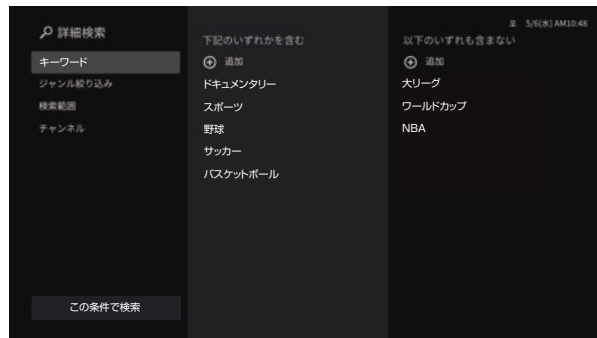 5/6(水) AM10:48
詳細検索
キーワード
ジャンル絞り込み
検索範囲
チャンネル
この条件で検索
下記のいずれかを含む
追加
ドキュメンタリー
スポーツ
野球
サッカー
バスケットボール
以下のいずれも含まない
追加
大リーグ
ワールドカップ
NBA